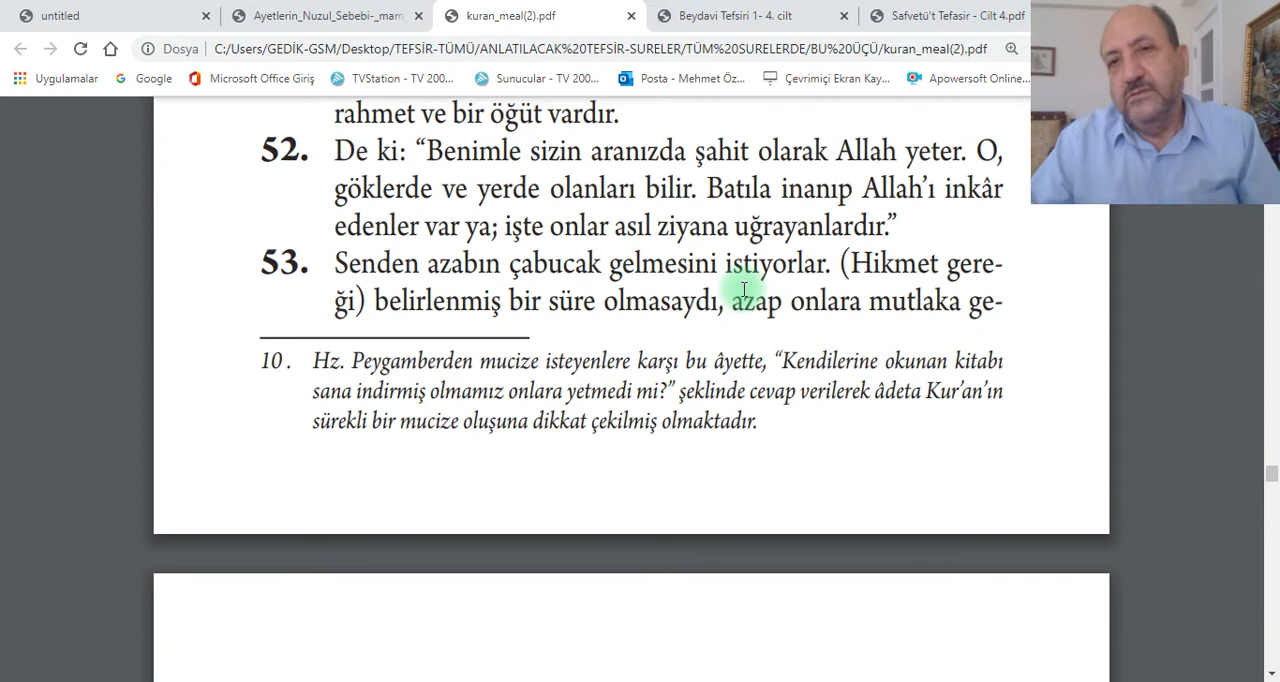 untitled
Ayetlerin_Nuzul_Sebebi-_mam
kuran_meal(2).pdf
Beydavi Tefsiri 1- 4. cilt
Safvetü't Tefasir - Cilt 4.pdf
Dosya
C:/Users/GEDİK-GSM/Desktop/TEFSİR-TÜMÜ/ANLATILACAK%20TEFSİR-SURELER/TÜM%20SURELERDE/BU%20ÜÇÜ/kuran_meal(2).pdf
Uygulamalar
Google
Microsoft Office Giriş
TVStation - TV 200...
Sunucular - TV 200...
Posta - Mehmet Öz...
Çevrimiçi Ekran Kay...
Apowersoft Online...
rahmet ve bir öğüt vardır.
52. De ki: “Benimle sizin aranızda şahit olarak Allah yeter. O,
göklerde ve yerde olanları bilir. Batıla inanıp Allah’ı inkâr
edenler var ya; işte onlar asıl ziyana uğrayanlardır.”
53. Senden azabın çabucak gelmesini istiyorlar. (Hikmet gere-
ği) belirlenmiş bir süre olmasaydı, azap onlara mutlaka ge-
10. Hz. Peygamberden mucize isteyenlere karşı bu âyette, “Kendilerine okunan kitabı
sana indirmiş olmamız onlara yetmedi mi?” şeklinde cevap verilerek âdeta Kur’an’ın
sürekli bir mucize oluşuna dikkat çekilmiş olmaktadır.